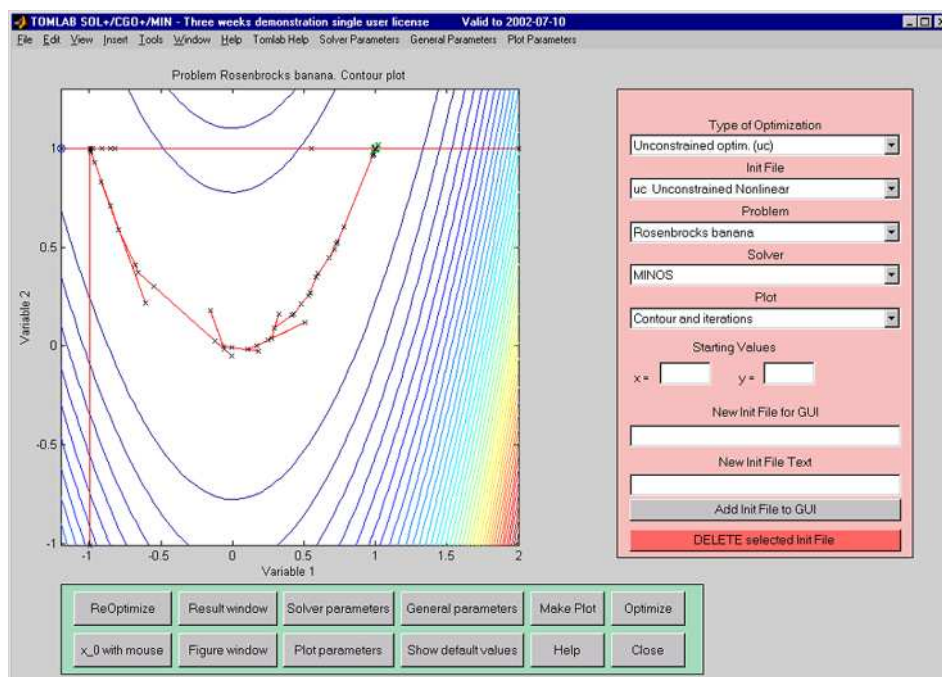 TOMLAB SOL+/CGO+/MIN - Three weeks demonstration single user license Valid to 2002-07-10
File Edit View Insert Tools Window Help Tomlab Help Solver Parameters General Parameters Plot Parameters
Problem Rosenbrocks banana. Contour plot
1
0.5
0
-0.5
-1
Variable 2
-1 -0.5 0 0.5 1 1.5 2
Variable 1
Type of Optimization
Unconstrained optim. (uc)
Init File
uc Unconstrained Nonlinear
Problem
Rosenbrocks banana
Solver
MINOS
Plot
Contour and iterations
Starting Values
x = y =
New Init File for GUI
New Init File Text
Add Init File to GUI
DELETE selected Init File
ReOptimize Result window Solver parameters General parameters Make Plot Optimize
x_0 with mouse Figure window Plot parameters Show default values Help Close